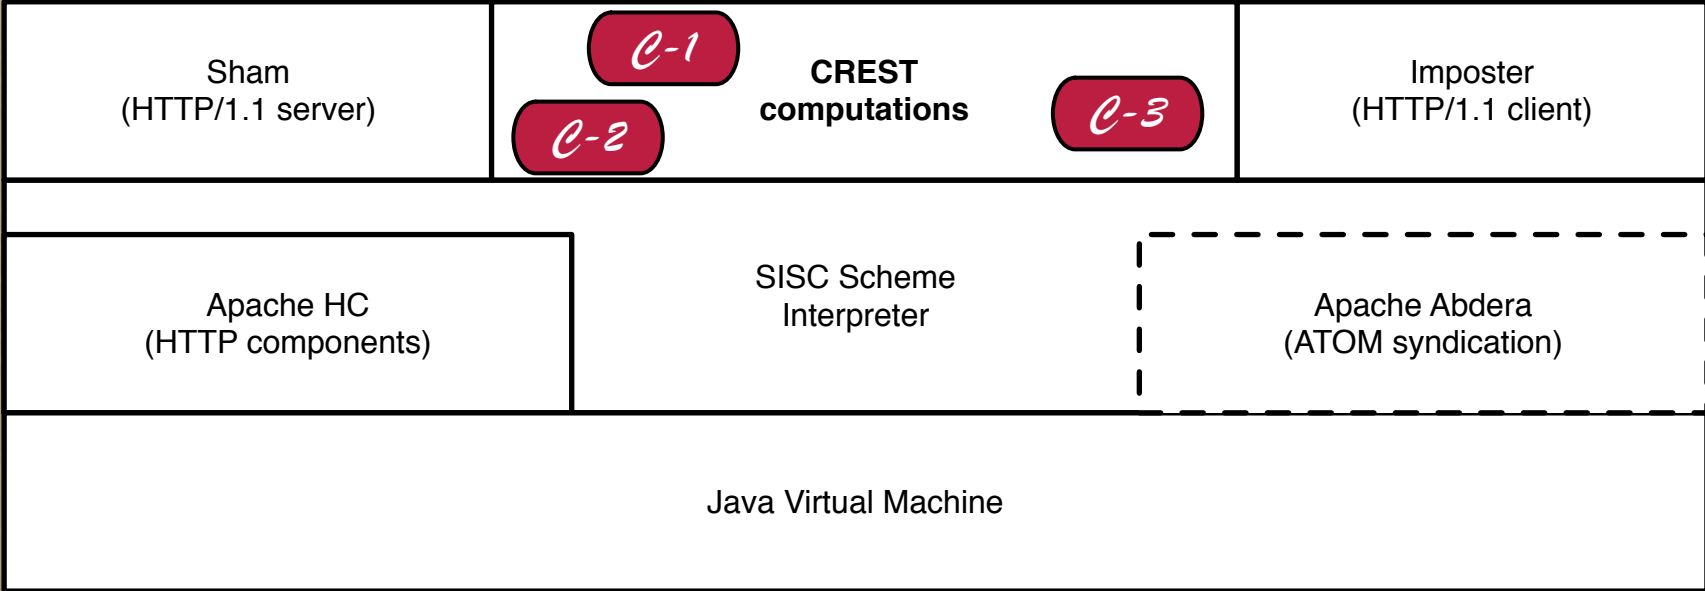 Sham
(HTTP/1.1 server)
C-1
C-2
CREST
computations
C-3
Imposter
(HTTP/1.1 client)
Apache HC
(HTTP components)
SISC Scheme
Interpreter
Apache Abdera
(ATOM syndication)
Java Virtual Machine